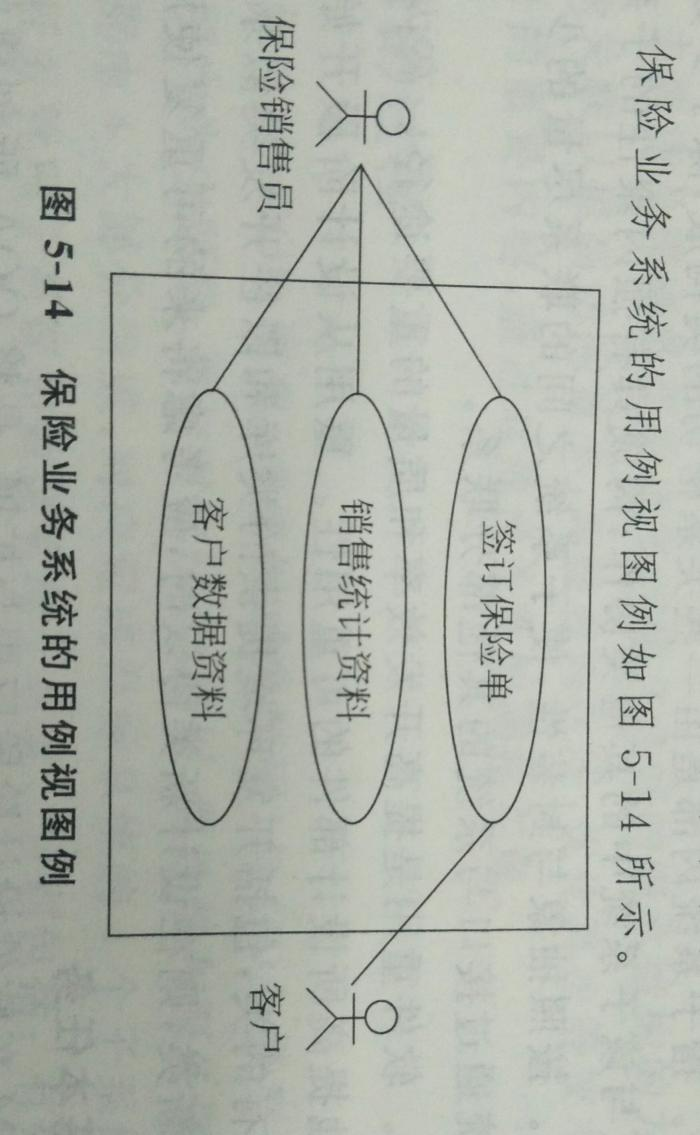 保险业务系统的用例视图例如图5-14所示。
签订保险单
保险销售员
销售统计资料
客户
客户数据资料
图 5-14 保险业务系统的用例视图例